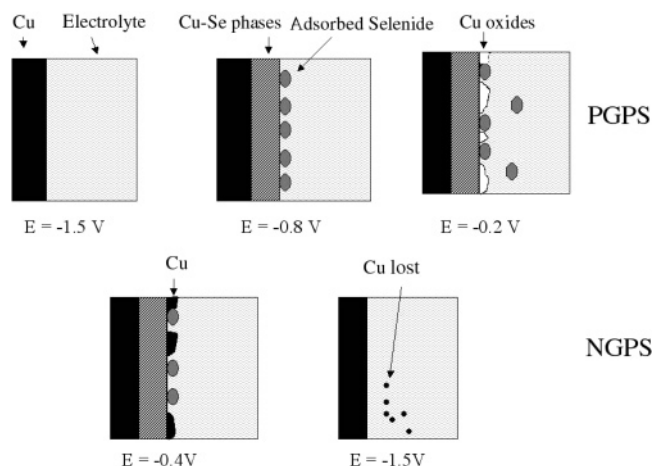 Cu
Electrolyte
Cu-Se phases
Adsorbed Selenide
Cu oxides
PGPS
E = -1.5 V
E = -0.8 V
E = -0.2 V
Cu
Cu lost
NGPS
E = -0.4V
E = -1.5V